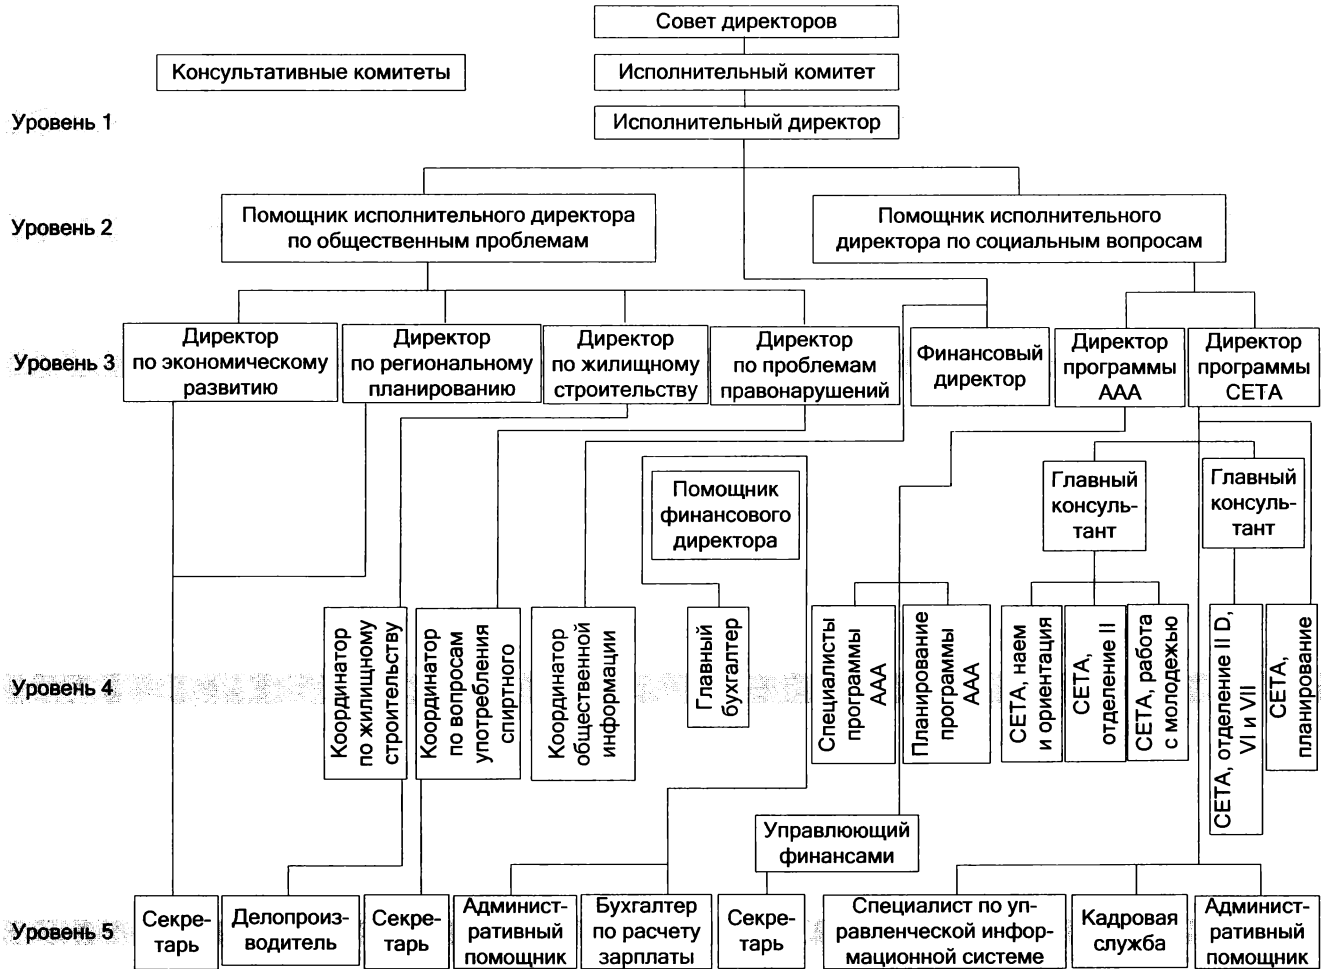 Совет директоров
Консультативные комитеты
Исполнительный комитет
Уровень 1
Исполнительный директор
Уровень 2
Помощник исполнительного директора
по общественным проблемам
Помощник исполнительного
директора по социальным вопросам
Уровень 3
Директор
по экономическому
развитию
Директор
по региональному
планированию
Директор
по жилищному
строительству
Директор
по проблемам
правонарушений
Финансовый
директор
Директор
программы
ААА
Директор
программы
СЕТА
Помощник
финансового
директора
Главный
консуль-
тант
Главный
консуль-
тант
Уровень 4
Координатор
по жилищному
строительству
Координатор
по вопросам
употребления
спиртного
Координатор
общественной
информации
Главный
бухгалтер
Специалисты
программы
ААА
Планирование
программы
ААА
СЕТА, наем
и ориентация
СЕТА,
отделение II
СЕТА, работа
с молодежью
СЕТА, отделение II D,
VI и VII
СЕТА,
планирование
Управлюющий
финансами
Уровень 5
Секре-
тарь
Делопроиз-
водитель
Секре-
тарь
Админист-
ративный
помощник
Бухгалтер
по расчету
зарплаты
Секре-
тарь
Специалист по уп-
равленческой инфор-
мационной системе
Кадровая
служба
Админист-
ративный
помощник